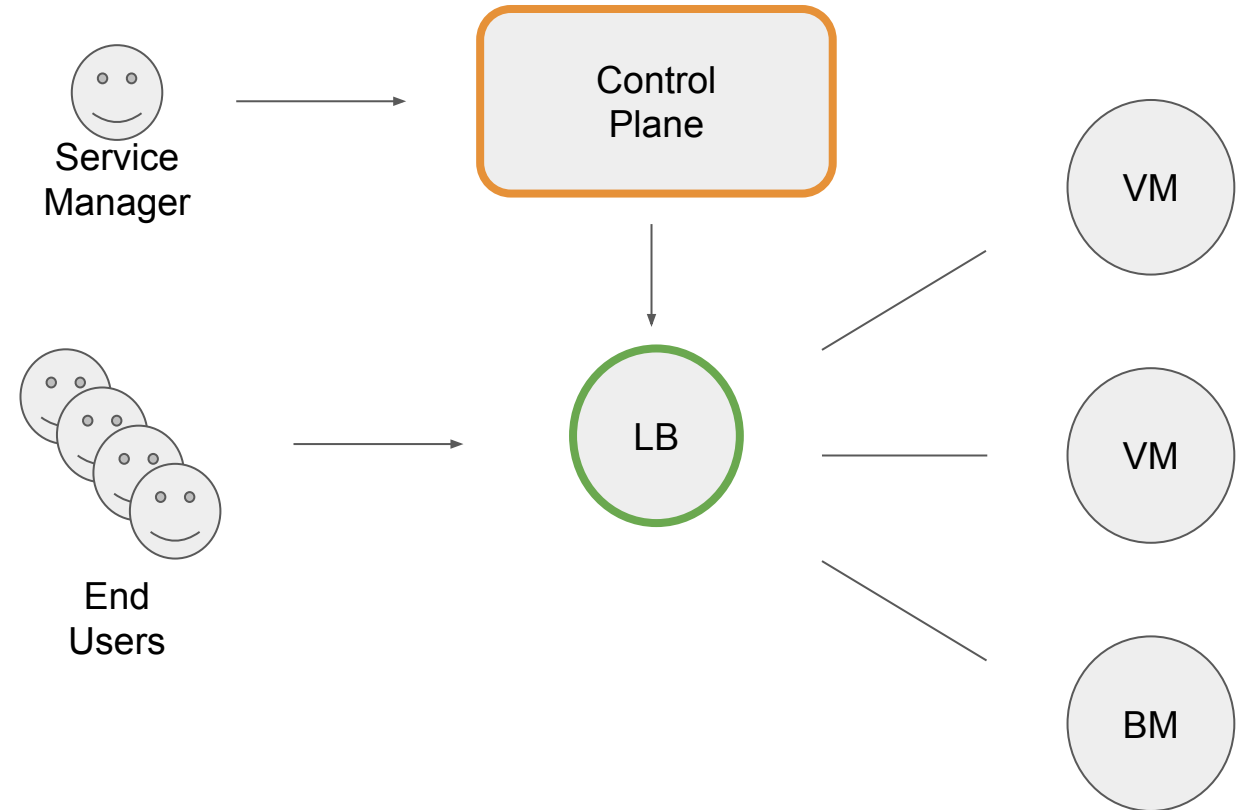 Control
Plane
Service
Manager
VM
LB
VM
End
Users
BM